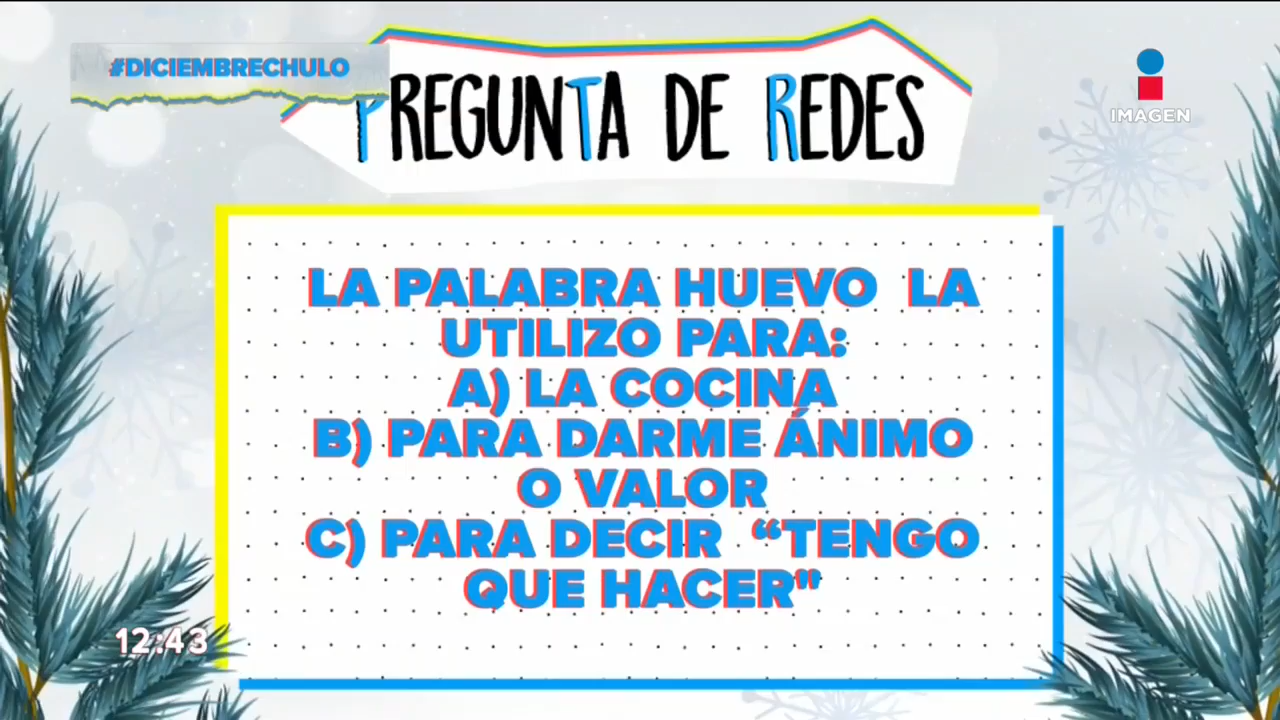 #DICIEMBRECHULO
PREGUNTA DE REDES
IMAGEN
LA PALABRA HUEVO LA
UTILIZO PARA:
A) LA COCINA
B) PARA DARME ÁNIMO
O VALOR
C) PARA DECIR “TENGO
QUE HACER"
12:43